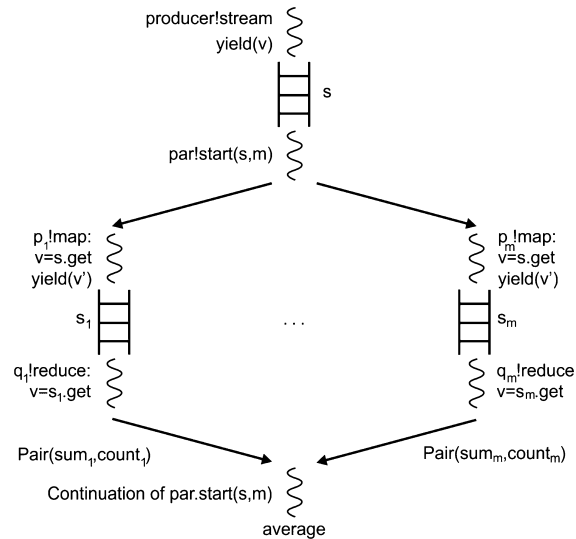 producer!stream
yield(v)
s
par!start(s,m)
p₁!map:
v=s.get
yield(v’)
s₁
q₁!reduce:
v=s₁.get
. . .
pₘ!map:
v=s.get
yield(v’)
sₘ
qₘ!reduce
v=sₘ.get
Pair(sum₁,count₁)
Pair(sumₘ,countₘ)
Continuation of par.start(s,m)
average